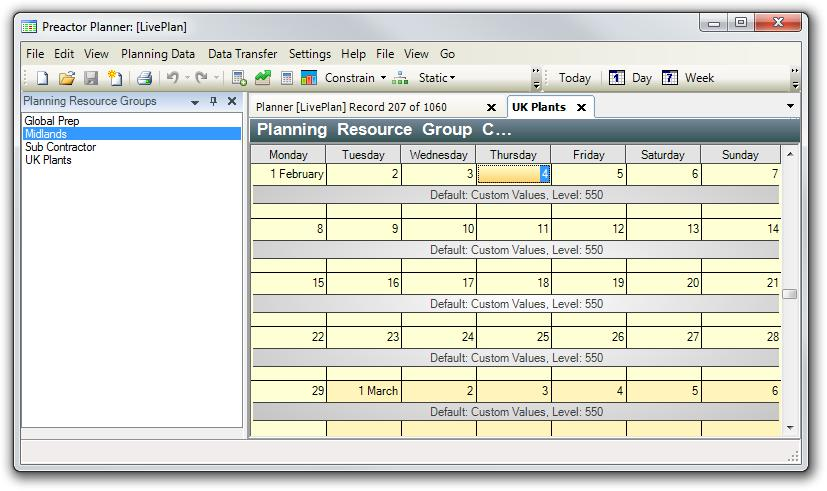 Preactor Planner: [LivePlan]
File Edit View Planning Data Data Transfer Settings Help File View Go
Constrain Static Today 1 Day 7 Week
Planning Resource Groups
Global Prep
Midlands
Sub Contractor
UK Plants
Planner [LivePlan] Record 207 of 1060 UK Plants
Planning Resource Group C...
Monday Tuesday Wednesday Thursday Friday Saturday Sunday
1 February 2 3 4 5 6 7
Default: Custom Values, Level: 550
8 9 10 11 12 13 14
Default: Custom Values, Level: 550
15 16 17 18 19 20 21
Default: Custom Values, Level: 550
22 23 24 25 26 27 28
Default: Custom Values, Level: 550
29 1 March 2 3 4 5 6
Default: Custom Values, Level: 550